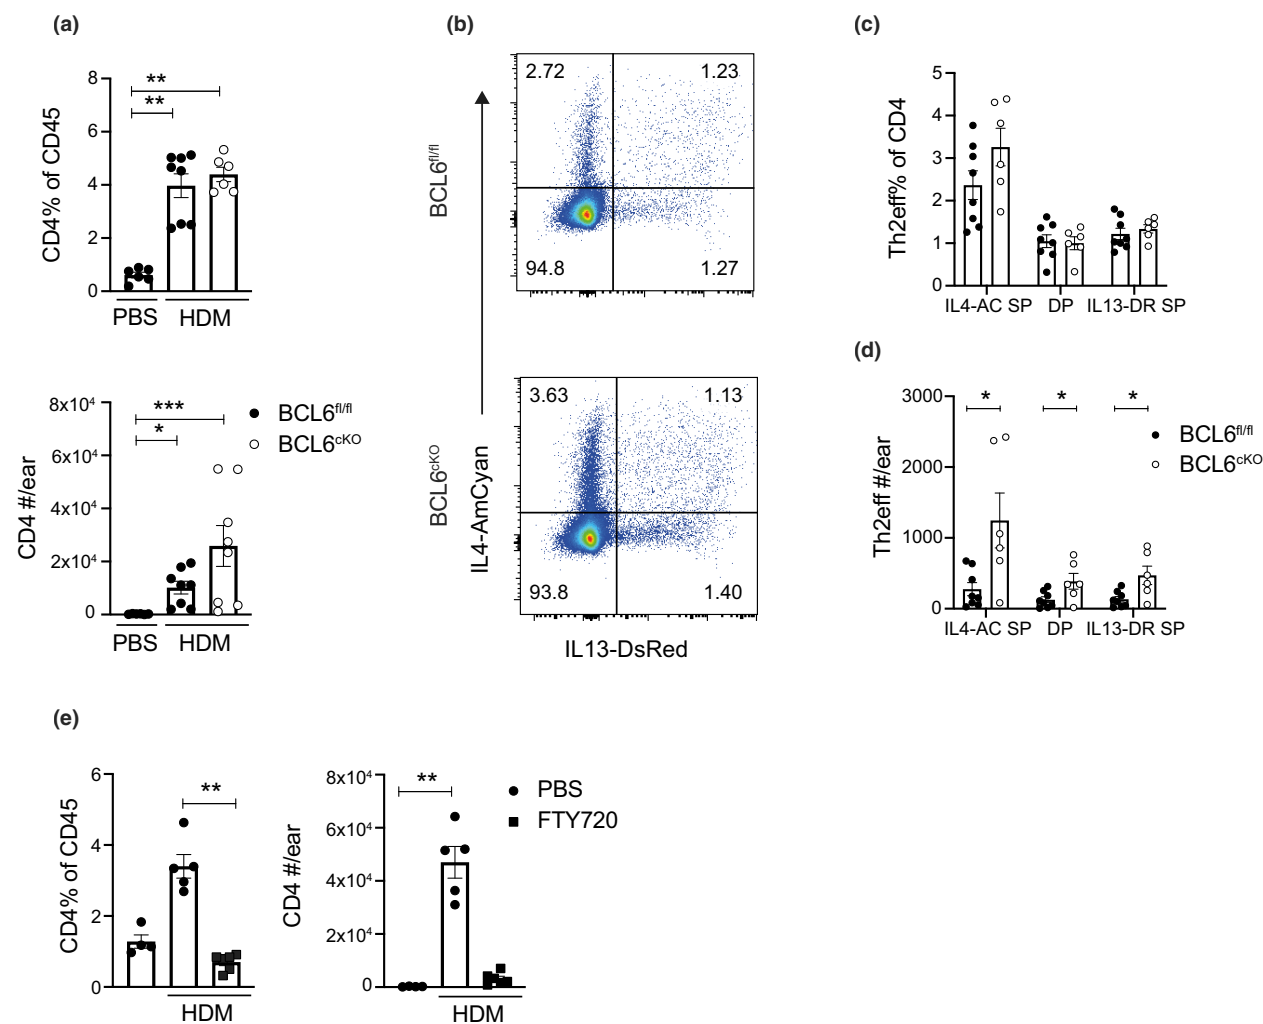 (a)
CD4% of CD45
8
6
4
2
0
**
**
PBS
HDM
CD4 #/ear
8x10⁴
6x10⁴
4x10⁴
2x10⁴
0
***
*
PBS
HDM
BCL6fl/fl
BCL6cKO
(b)
BCL6fl/fl
2.72
1.23
94.8
1.27
BCL6cKO
3.63
1.13
93.8
1.40
IL4-AmCyan
IL13-DsRed
(c)
Th2eff% of CD4
5
4
3
2
1
0
IL4-AC SP
DP
IL13-DR SP
(d)
Th2eff #/ear
3000
2000
1000
0
*
*
*
IL4-AC SP
DP
IL13-DR SP
BCL6fl/fl
BCL6cKO
(e)
CD4% of CD45
6
4
2
0
**
HDM
CD4 #/ear
8x10⁴
6x10⁴
4x10⁴
2x10⁴
0
**
HDM
PBS
FTY720